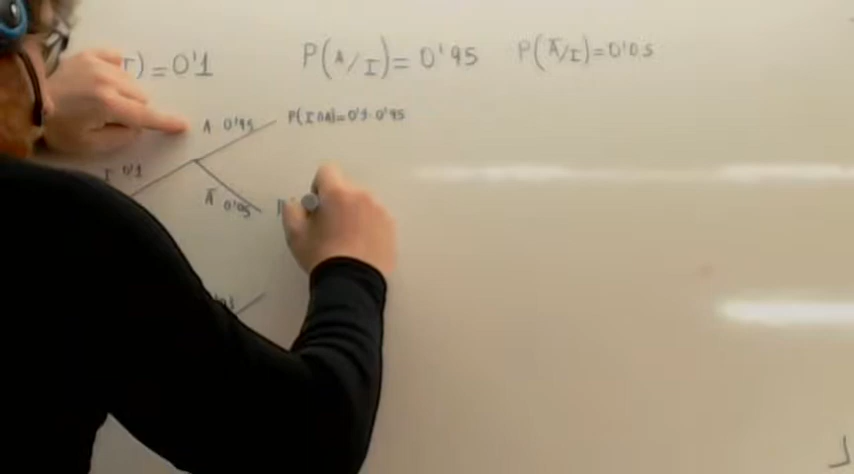 I)=0'1 P(A/I)=0'95 P(A̅/I)=0'05
A 0'95 P(I∩A)=0'1·0'95
I 0'1
A̅ 0'05